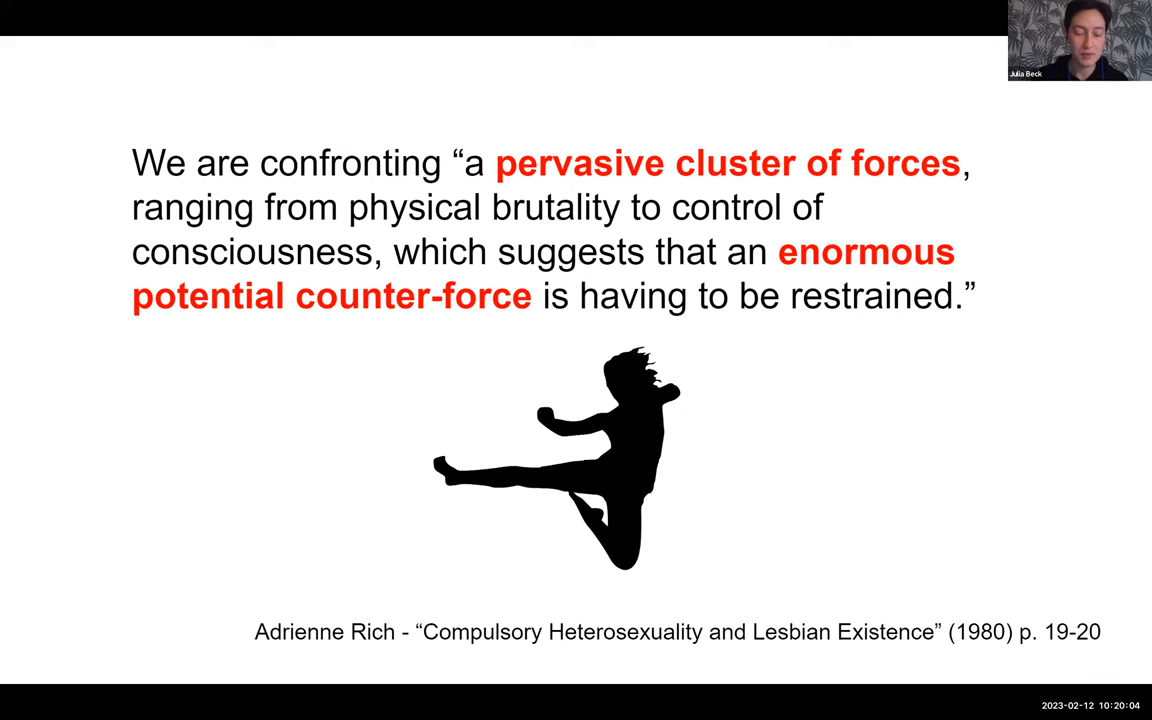 Julia Beck
We are confronting “a pervasive cluster of forces,
ranging from physical brutality to control of
consciousness, which suggests that an enormous
potential counter-force is having to be restrained.”
Adrienne Rich - “Compulsory Heterosexuality and Lesbian Existence” (1980) p. 19-20
2023-02-12 10:20:04